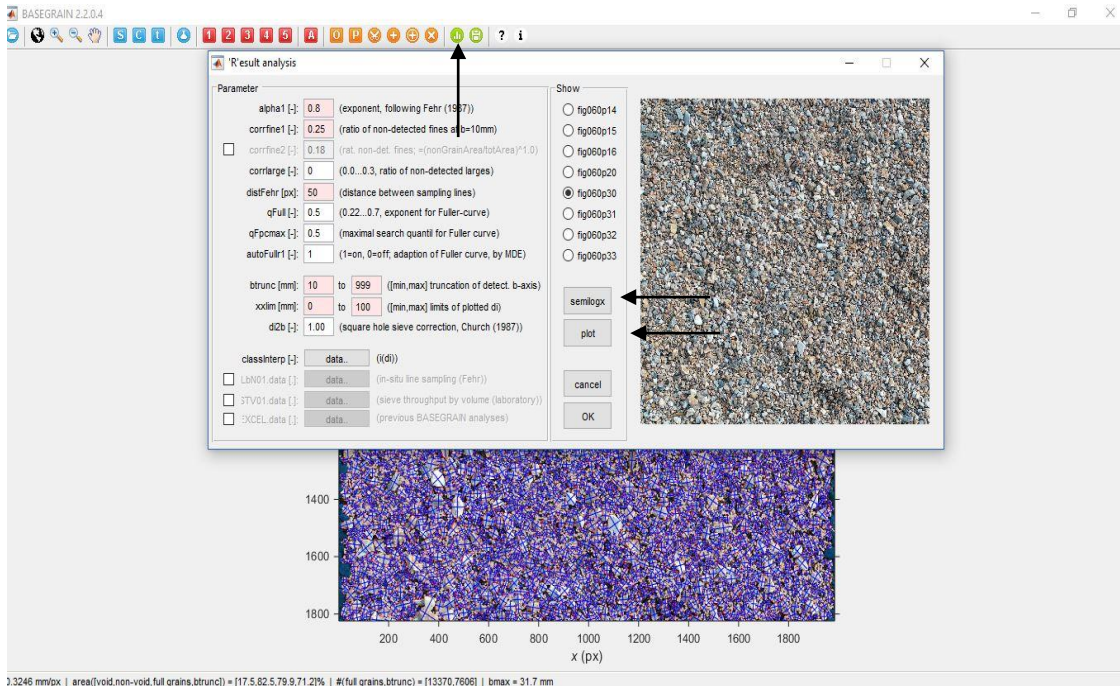 BASEGRAIN 2.2.0.4
S C t 1 2 3 4 5 A O P ? i
'R'esult analysis
Parameter
alpha1 [-]: 0.8 (exponent, following Fehr (1987))
corrfine1 [-]: 0.25 (ratio of non-detected fines at b=10mm)
corrfine2 [-]: 0.18 (rat. non-det. fines; =(nonGrainArea/totArea)^1.0)
corrlarge [-]: 0 (0.0...0.3, ratio of non-detected larges)
distFehr [px]: 50 (distance between sampling lines)
qFull [-]: 0.5 (0.22...0.7, exponent for Fuller-curve)
qFpcmax [-]: 0.5 (maximal search quantil for Fuller curve)
autoFullr1 [-]: 1 (1=on, 0=off; adaption of Fuller curve, by MDE)
btrunc [mm]: 10 to 999 ([min,max] truncation of detect. b-axis)
xxlim [mm]: 0 to 100 ([min,max] limits of plotted di)
di2b [-]: 1.00 (square hole sieve correction, Church (1987))
classInterp [-]: data.. (i(di))
LbN01.data [ ]: data.. (in-situ line sampling (Fehr))
STV01.data [ ]: data.. (sieve throughput by volume (laboratory))
EXCEL.data [ ]: data.. (previous BASEGRAIN analyses)
Show
fig060p14
fig060p15
fig060p16
fig060p20
fig060p30
fig060p31
fig060p32
fig060p33
semilogx
plot
cancel
OK
1400
1600
1800
200 400 600 800 1000 1200 1400 1600 1800
x (px)
0.3246 mm/px | area([void,non-void,full grains,btrunc]) = [17.5,82.5,79.9,71.2]% | #(full grains,btrunc) = [13370,7606] | bmax = 31.7 mm